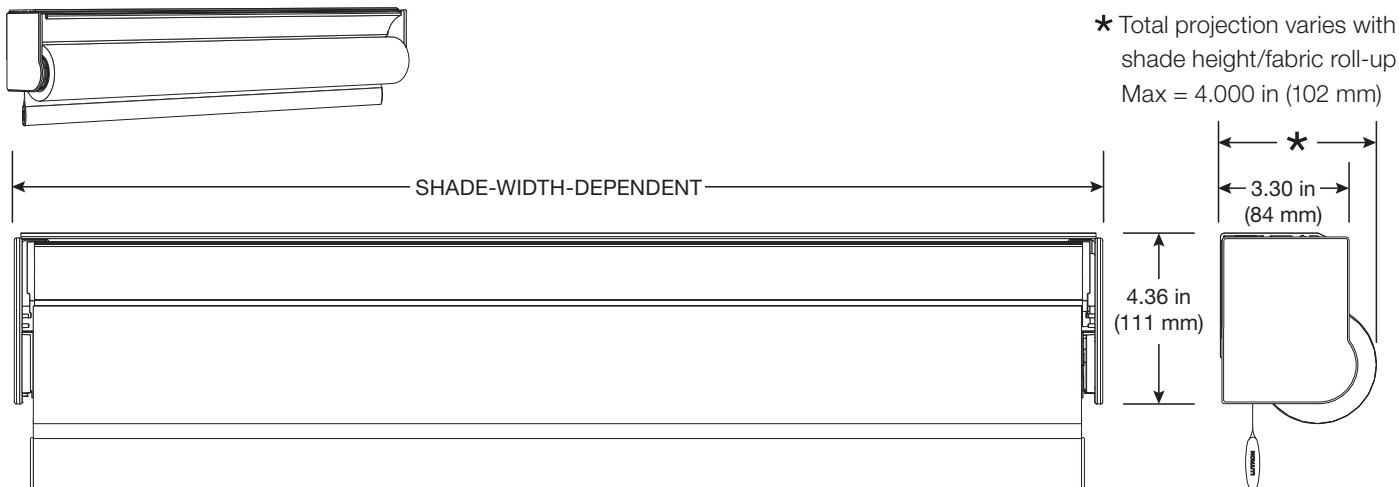 * Total projection varies with
shade height/fabric roll-up
Max = 4.000 in (102 mm)
*
SHADE-WIDTH-DEPENDENT
3.30 in
(84 mm)
4.36 in
(111 mm)
LUTRON